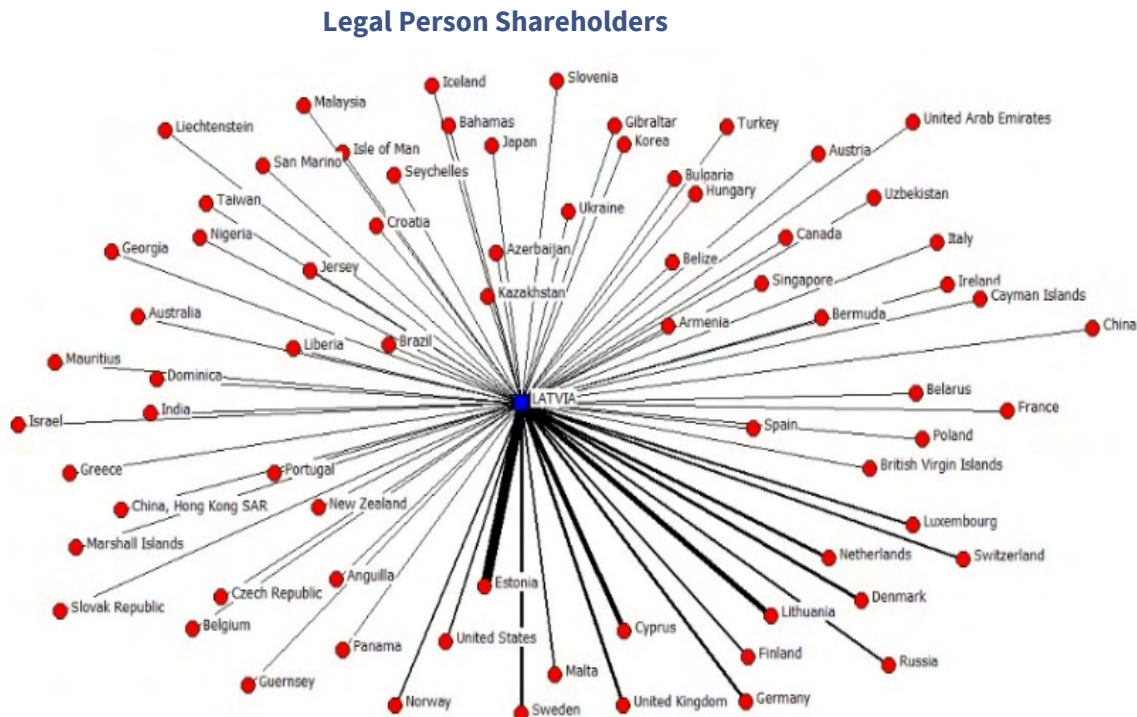 Legal Person Shareholders
Iceland
Slovenia
Malaysia
Liechtenstein
Bahamas
Gibraltar
Turkey
United Arab Emirates
Japan
Korea
Isle of Man
Austria
San Marino
Seychelles
Bulgaria
Hungary
Uzbekistan
Taiwan
Ukraine
Croatia
Nigeria
Canada
Italy
Georgia
Azerbaijan
Belize
Jersey
Singapore
Ireland
Kazakhstan
Cayman Islands
Australia
Bermuda
Armenia
China
Brazil
Liberia
Mauritius
Dominica
Belarus
LATVIA
India
France
Israel
Spain
Poland
Greece
Portugal
British Virgin Islands
China, Hong Kong SAR
New Zealand
Luxembourg
Marshall Islands
Netherlands
Switzerland
Anguilla
Estonia
Czech Republic
Denmark
Slovak Republic
Lithuania
Belgium
Cyprus
United States
Panama
Finland
Russia
Malta
Guernsey
Norway
Sweden
United Kingdom
Germany